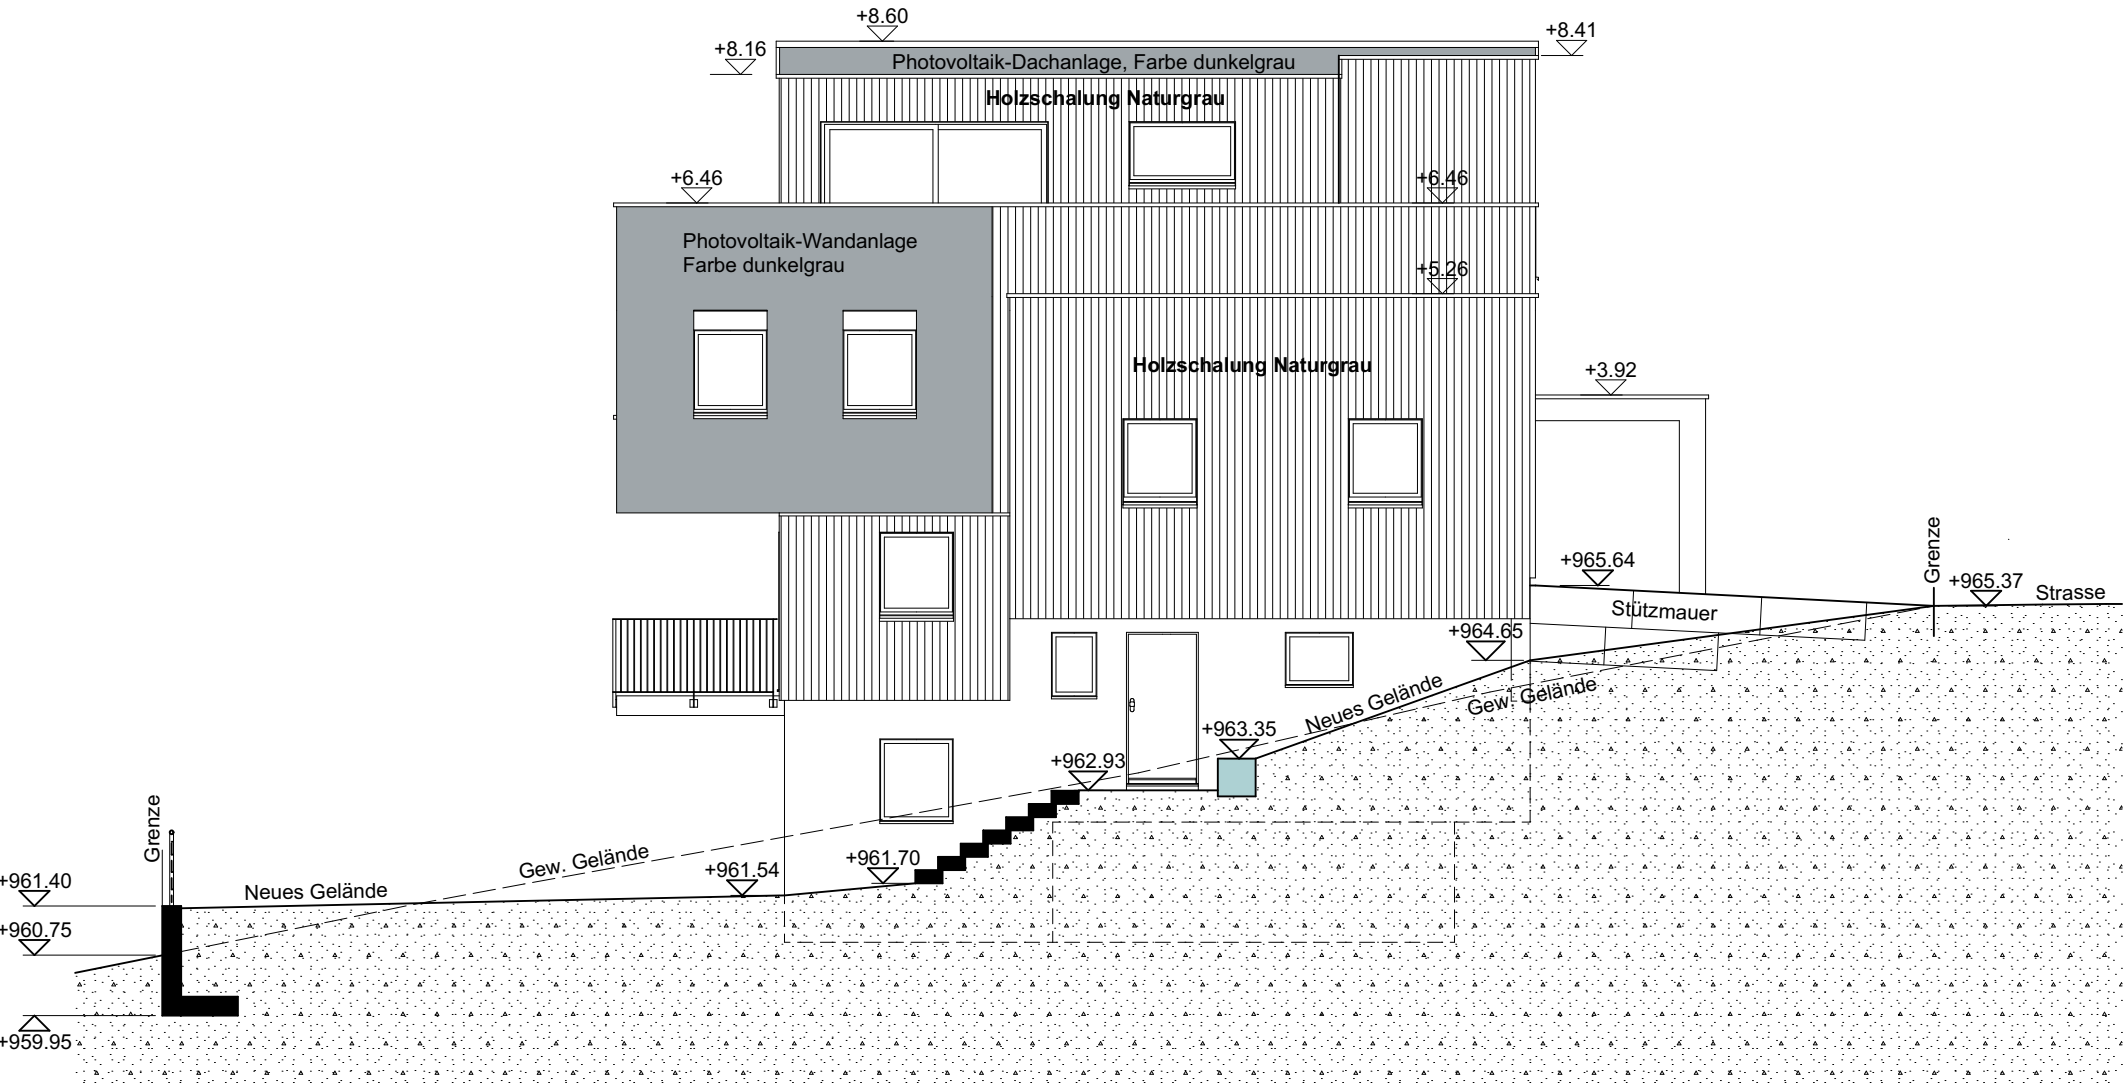 +8.60
+8.41
+8.16
Photovoltaik-Dachanlage, Farbe dunkelgrau
Holzschalung Naturgrau
+6.46
+6.46
Photovoltaik-Wandanlage
Farbe dunkelgrau
+5.26
Holzschalung Naturgrau
+3.92
Grenze
+965.64
+965.37
Strasse
Stützmauer
+964.65
Neues Gelände
Gew. Gelände
+963.35
+962.93
Grenze
Gew. Gelände
+961.70
+961.54
+961.40
Neues Gelände
+960.75
+959.95